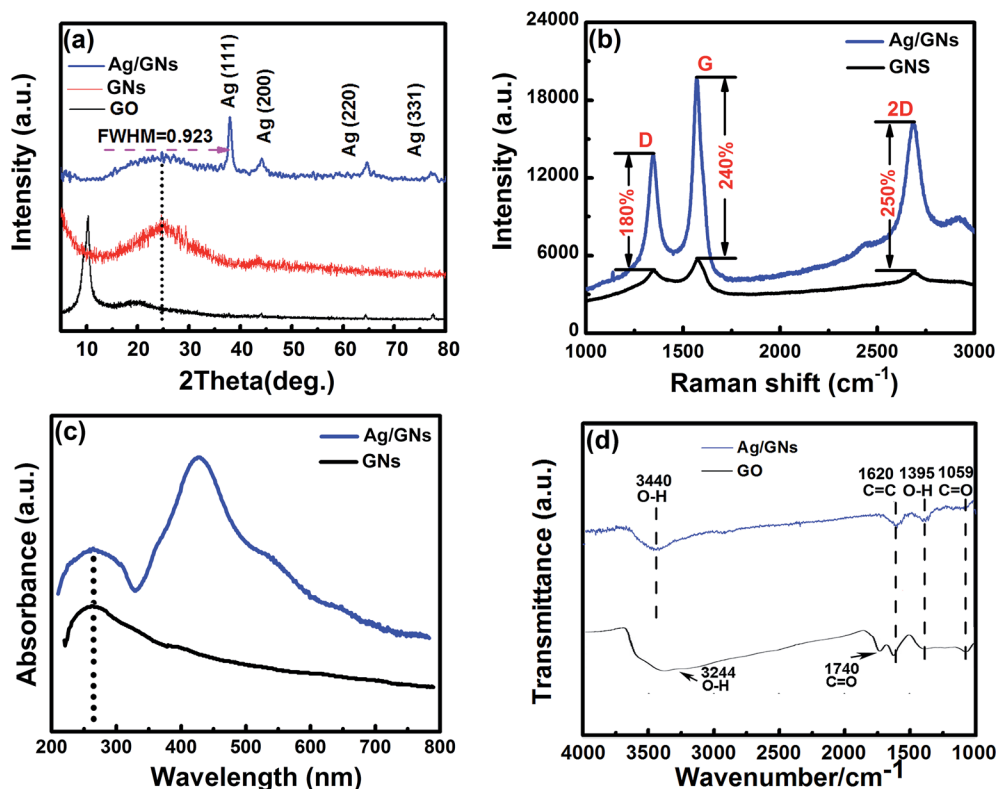 (a)
Ag/GNs
GNs
GO
FWHM=0.923
Ag (111)
Ag (200)
Ag (220)
Ag (331)
Intensity (a.u.)
10 20 30 40 50 60 70 80
2Theta(deg.)
(b)
Ag/GNs
GNS
24000
18000
12000
6000
0
D
G
2D
180%
240%
250%
Intensity (a.u.)
1000 1500 2000 2500 3000
Raman shift (cm-1)
(c)
Ag/GNs
GNs
Absorbance (a.u.)
200 300 400 500 600 700 800
Wavelength (nm)
(d)
Ag/GNs
GO
3440
O-H
1620 1395 1059
C=C O-H C=O
3244
O-H
1740
C=O
Transmittance (a.u.)
4000 3500 3000 2500 2000 1500 1000
Wavenumber/cm-1